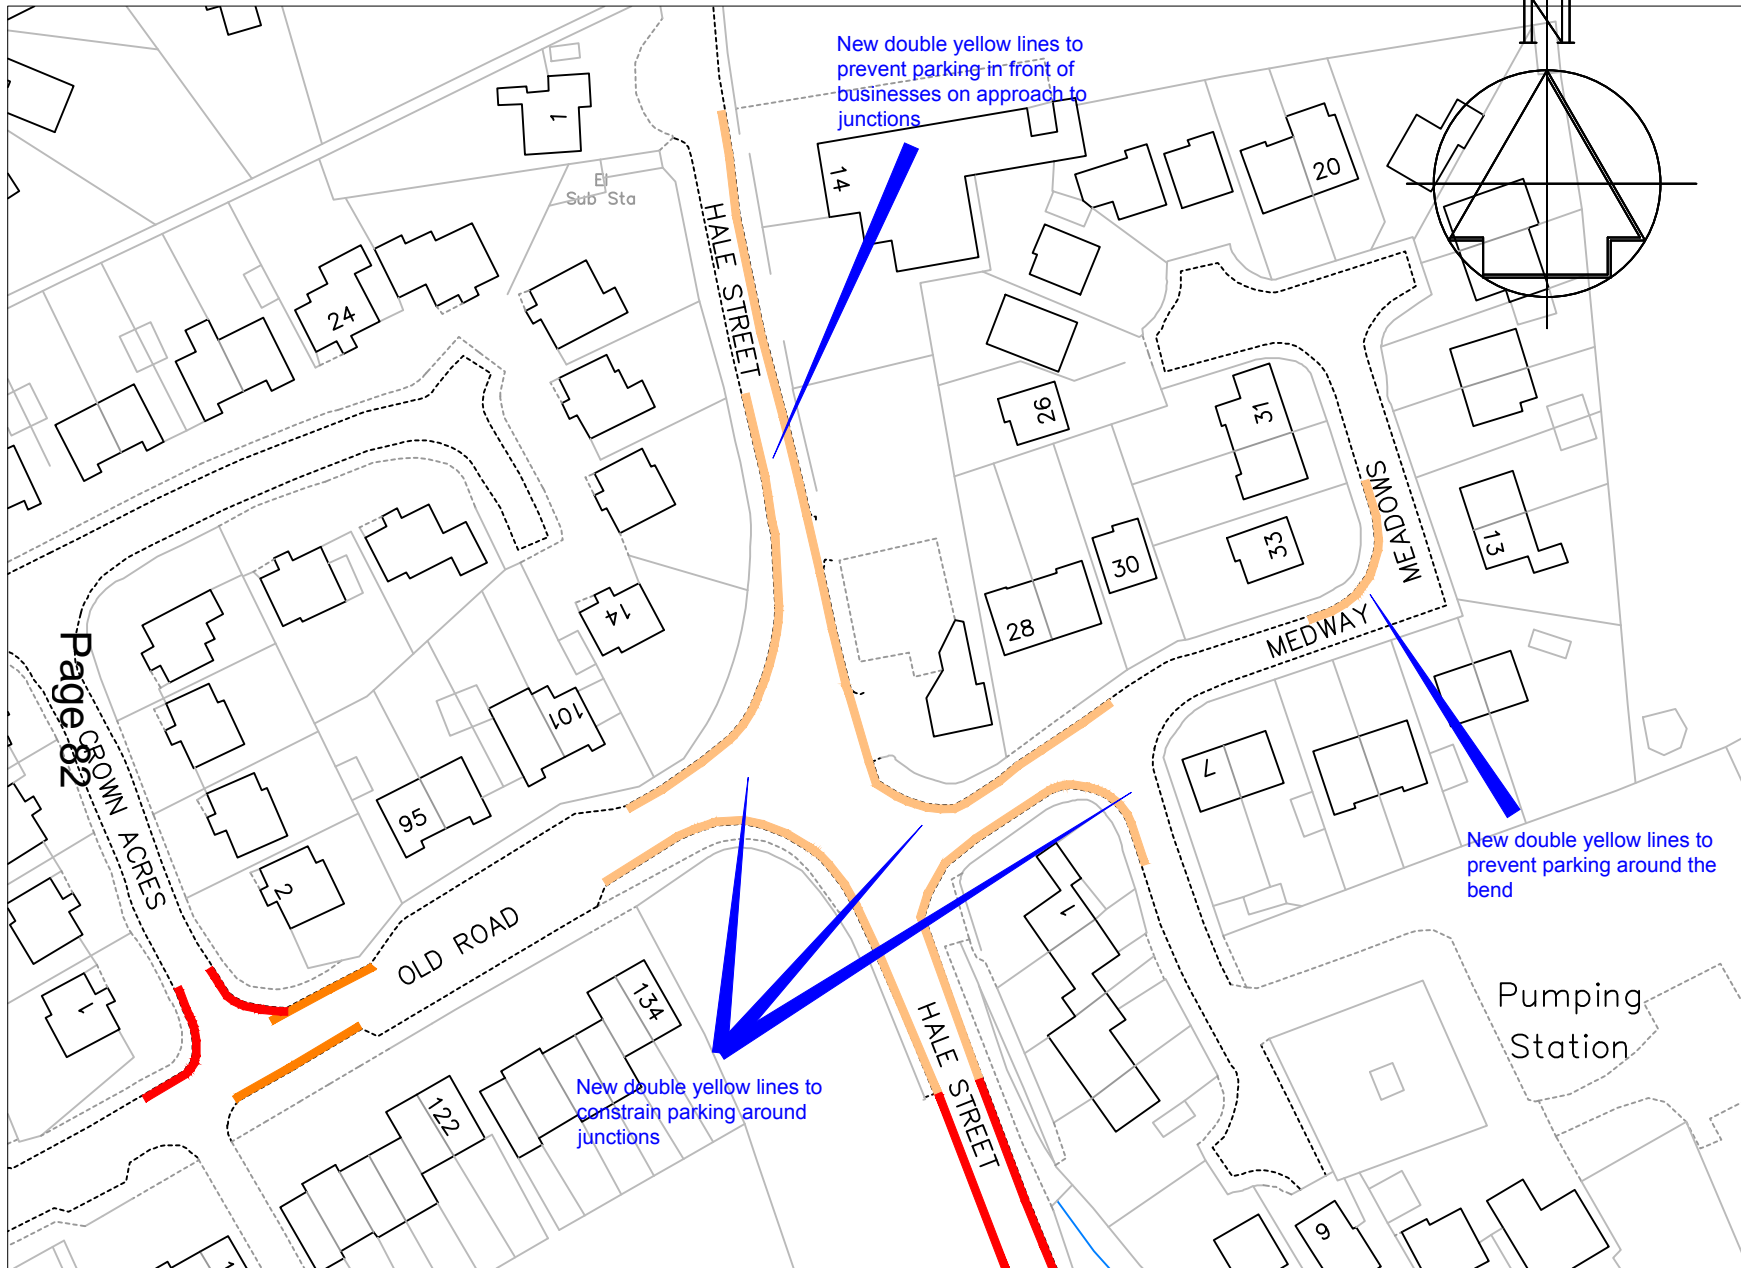 N
New double yellow lines to
prevent parking in front of
businesses on approach to
junctions
1
El
Sub Sta
14
20
HALE STREET
24
26
31
MEADOWS
13
33
30
28
14
MEDWAY
101
7
Page 82
CROWN ACRES
95
2
New double yellow lines to
prevent parking around the
bend
1
OLD ROAD
134
1
Pumping
Station
HALE STREET
New double yellow lines to
constrain parking around
junctions
122
9